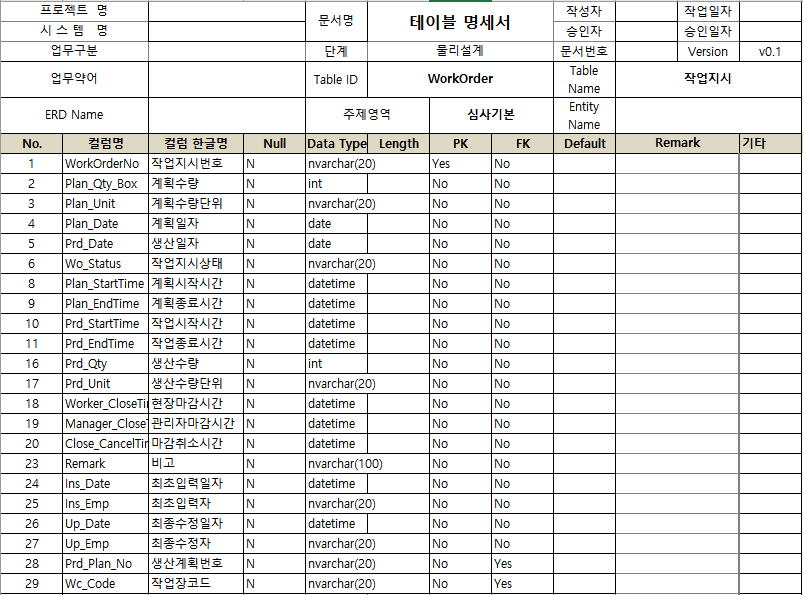 프로젝트 명 문서명 테이블 명세서 작성자 작업일자
시 스 템 명 승인자 승인일자
업무구분 단계 물리설계 문서번호 Version v0.1
업무약어 Table ID WorkOrder Table Name 작업지시
ERD Name 주제영역 심사기본 Entity Name
No. 컬럼명 컬럼 한글명 Null Data Type Length PK FK Default Remark 기타
1 WorkOrderNo 작업지시번호 N nvarchar(20) Yes No
2 Plan_Qty_Box 계획수량 N int No No
3 Plan_Unit 계획수량단위 N nvarchar(20) No No
4 Plan_Date 계획일자 N date No No
5 Prd_Date 생산일자 N date No No
6 Wo_Status 작업지시상태 N nvarchar(20) No No
8 Plan_StartTime 계획시작시간 N datetime No No
9 Plan_EndTime 계획종료시간 N datetime No No
10 Prd_StartTime 작업시작시간 N datetime No No
11 Prd_EndTime 작업종료시간 N datetime No No
16 Prd_Qty 생산수량 N int No No
17 Prd_Unit 생산수량단위 N nvarchar(20) No No
18 Worker_CloseTi 현장마감시간 N datetime No No
19 Manager_Close 관리자마감시간 N datetime No No
20 Close_CancelTi 마감취소시간 N datetime No No
23 Remark 비고 N nvarchar(100) No No
24 Ins_Date 최초입력일자 N datetime No No
25 Ins_Emp 최초입력자 N nvarchar(20) No No
26 Up_Date 최종수정일자 N datetime No No
27 Up_Emp 최종수정자 N nvarchar(20) No No
28 Prd_Plan_No 생산계획번호 N nvarchar(20) No Yes
29 Wc_Code 작업장코드 N nvarchar(20) No Yes